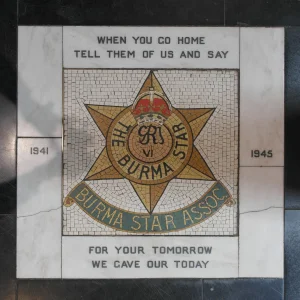 WHEN YOU GO HOME
TELL THEM OF US AND SAY
1941
1945
THE BURMA STAR
GRI
VI
BURMA STAR ASSOC
FOR YOUR TOMORROW
WE GAVE OUR TODAY